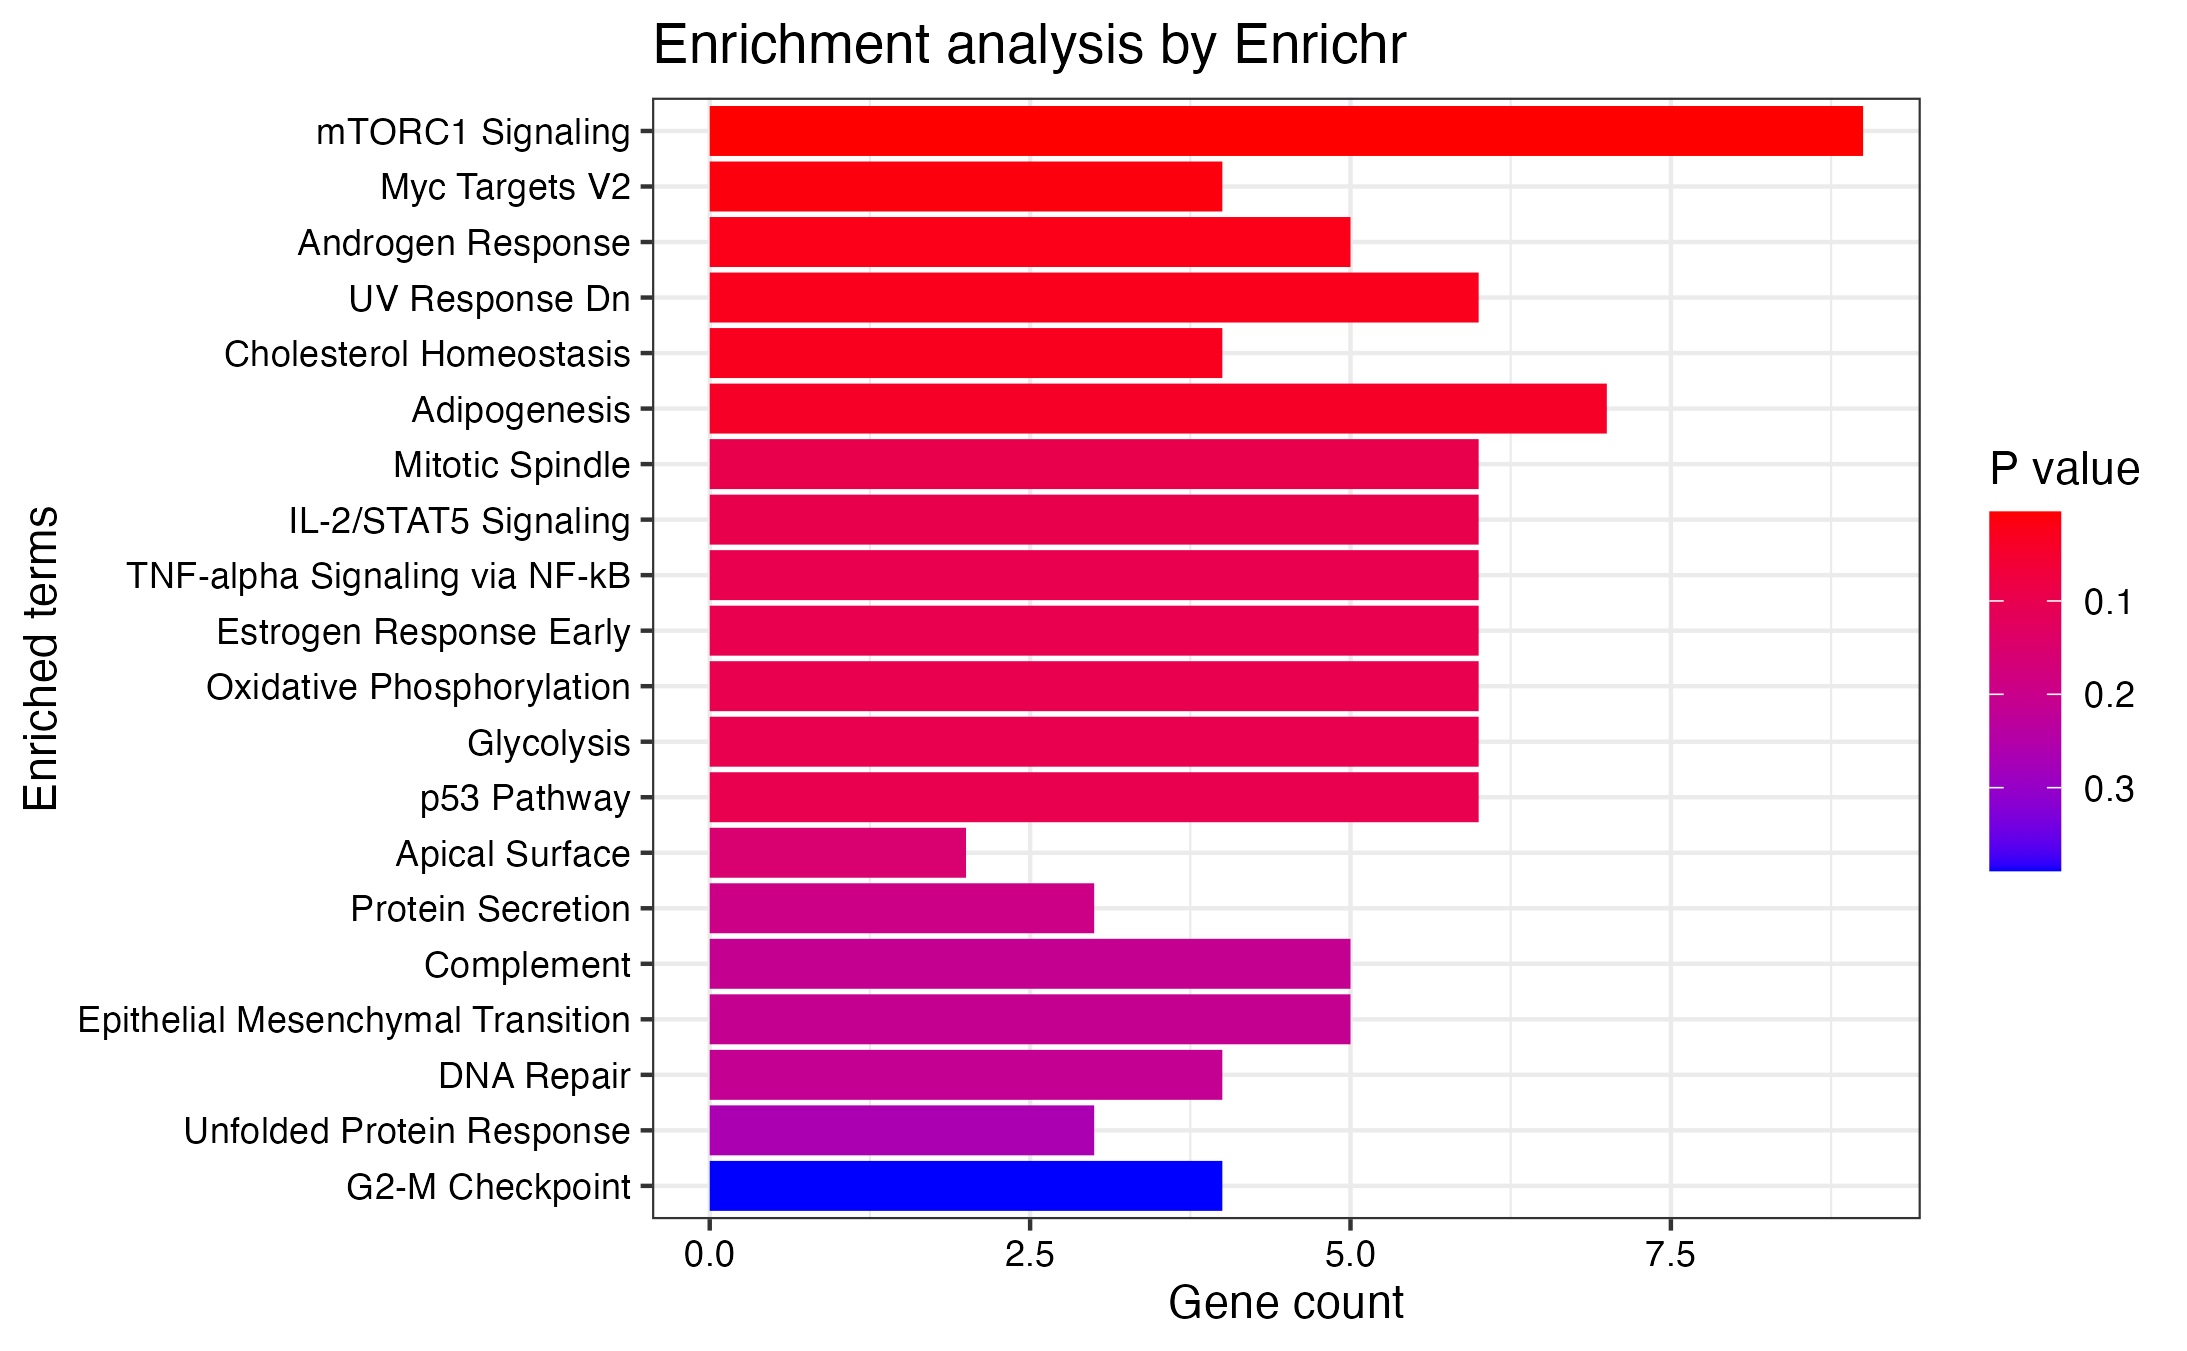 Enrichment analysis by Enrichr
Enriched terms
mTORC1 Signaling
Myc Targets V2
Androgen Response
UV Response Dn
Cholesterol Homeostasis
Adipogenesis
Mitotic Spindle
IL-2/STAT5 Signaling
TNF-alpha Signaling via NF-kB
Estrogen Response Early
Oxidative Phosphorylation
Glycolysis
p53 Pathway
Apical Surface
Protein Secretion
Complement
Epithelial Mesenchymal Transition
DNA Repair
Unfolded Protein Response
G2-M Checkpoint
0.0 2.5 5.0 7.5
Gene count
P value
0.1
0.2
0.3